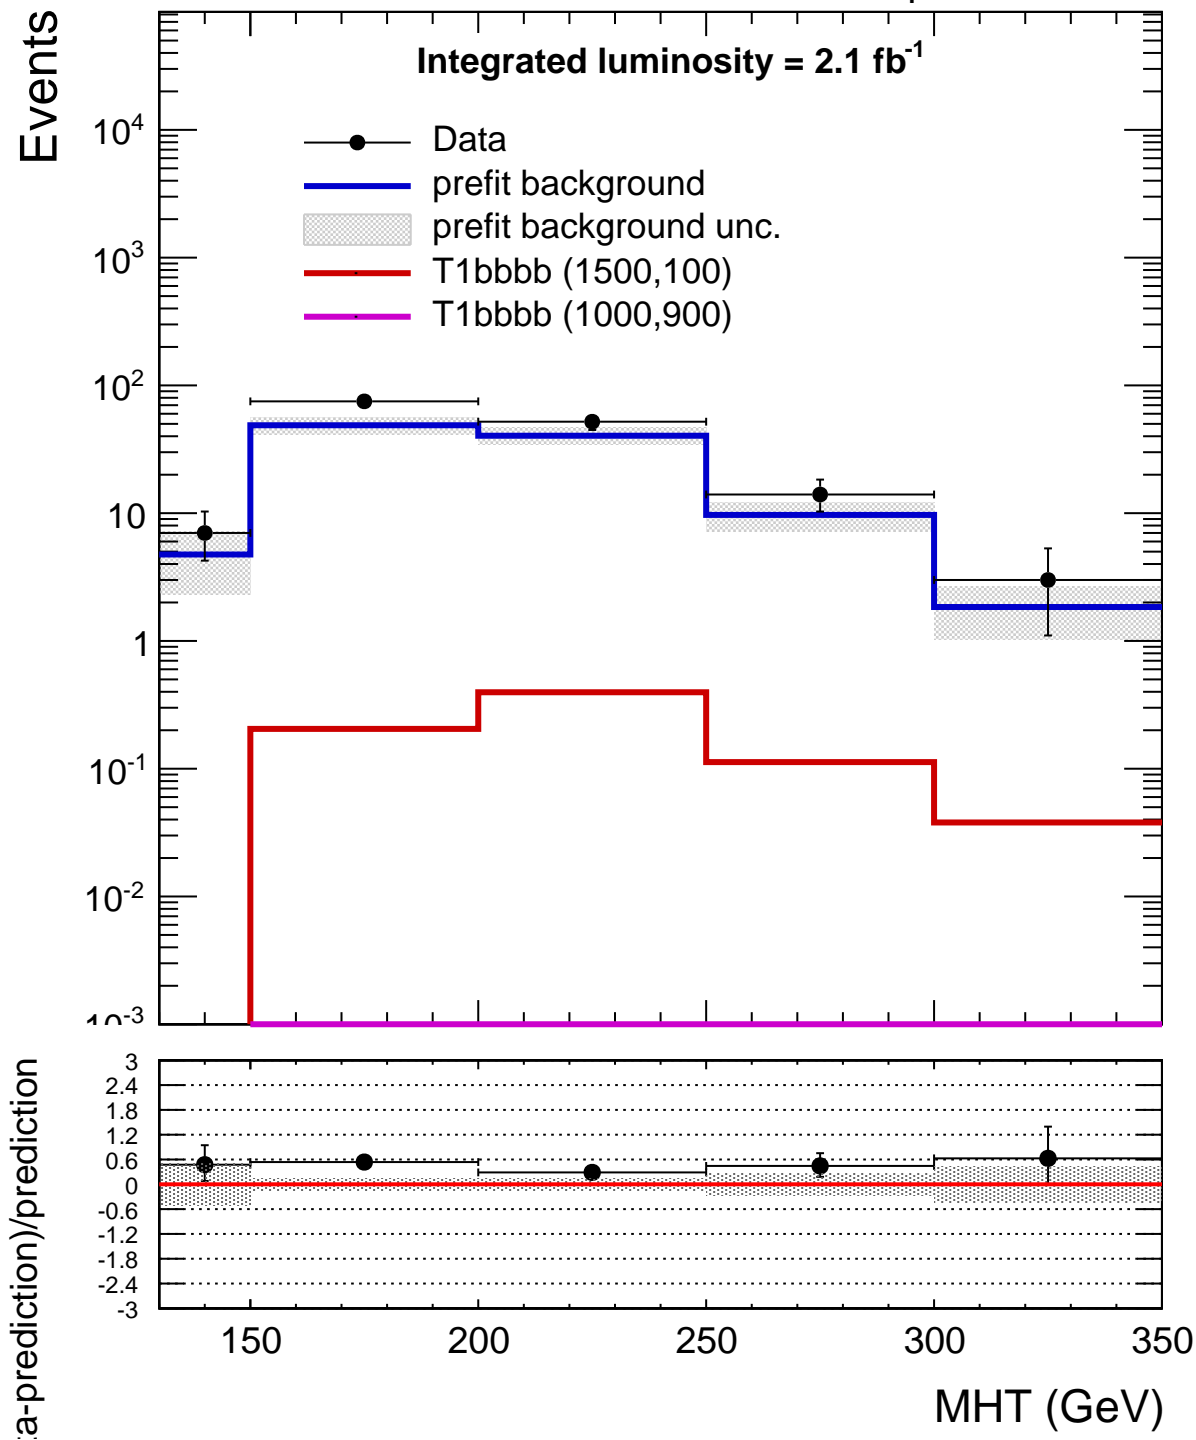 Events
Integrated luminosity = 2.1 fb-1
Data
prefit background
prefit background unc.
T1bbbb (1500,100)
T1bbbb (1000,900)
10^4
10^3
10^2
10
1
10^-1
10^-2
10^-3
ta-prediction)/prediction
3
2.4
1.8
1.2
0.6
0
-0.6
-1.2
-1.8
-2.4
-3
150 200 250 300 350
MHT (GeV)